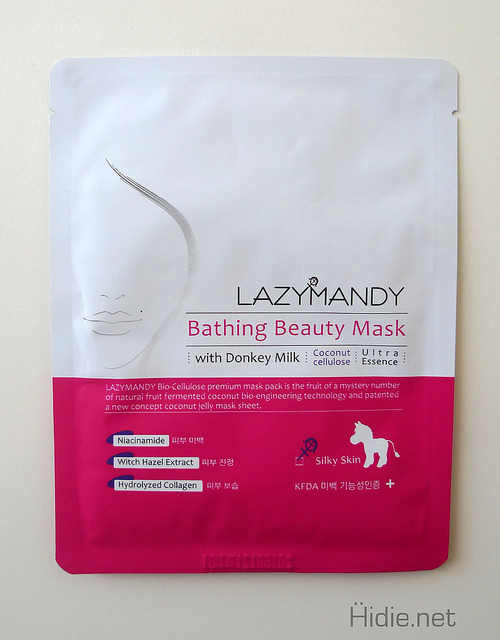 LAZYMANDY
Bathing Beauty Mask
with Donkey Milk
Coconut cellulose
Ultra Essence
LAZYMANDY Bio-Cellulose premium mask pack is the fruit of a mystery number
of natural fruit fermented coconut bio-engineering technology and patented
a new concept coconut jelly mask sheet.
Niacinamide 피부 미백
Witch Hazel Extract 피부 진정
Hydrolyzed Collagen 피부 보습
Silky Skin
KFDA 미백 기능성인증 +
Hidie.net